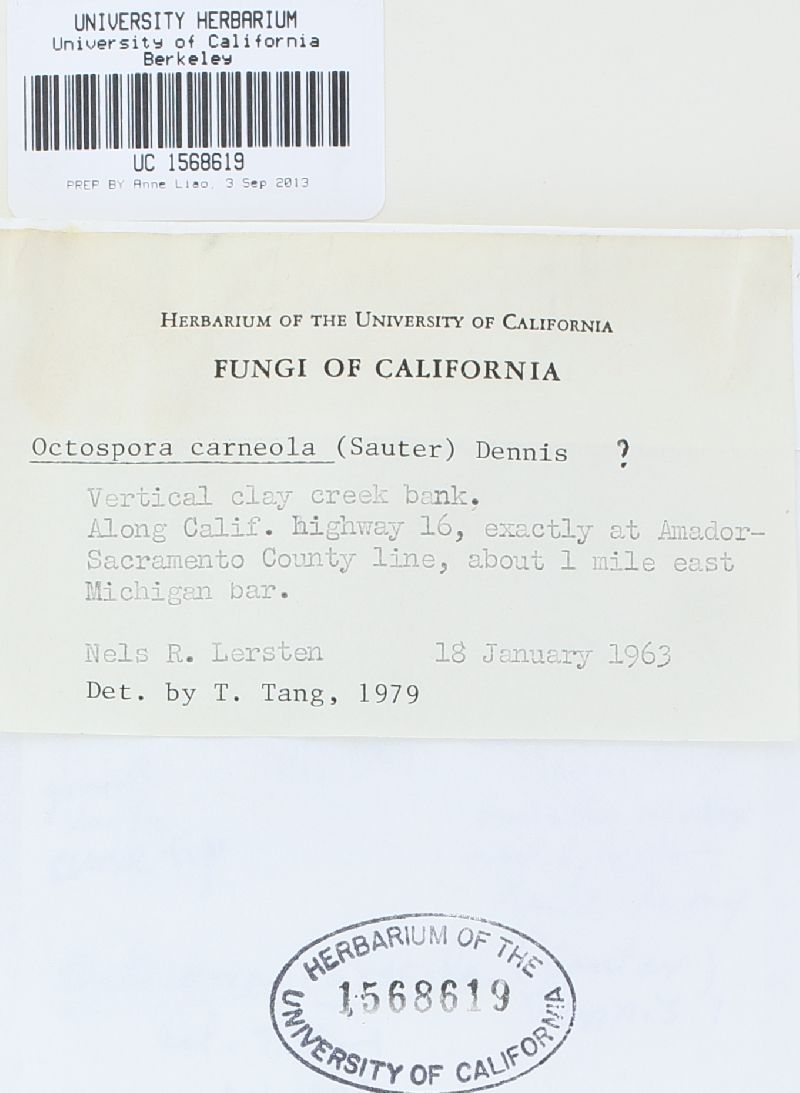 UNIVERSITY HERBARIUM
University of California
Berkeley
UC 1568619
PREP BY Anne Liao, 3 Sep 2013
HERBARIUM OF THE UNIVERSITY OF CALIFORNIA
FUNGI OF CALIFORNIA
Octospora carneola (Sauter) Dennis ?
Vertical clay creek bank.
Along Calif. highway 16, exactly at Amador-
Sacramento County line, about 1 mile east
Michigan bar.
Nels R. Lersten 18 January 1963
Det. by T. Tang, 1979
HERBARIUM OF THE
1568619
UNIVERSITY OF CALIFORNIA